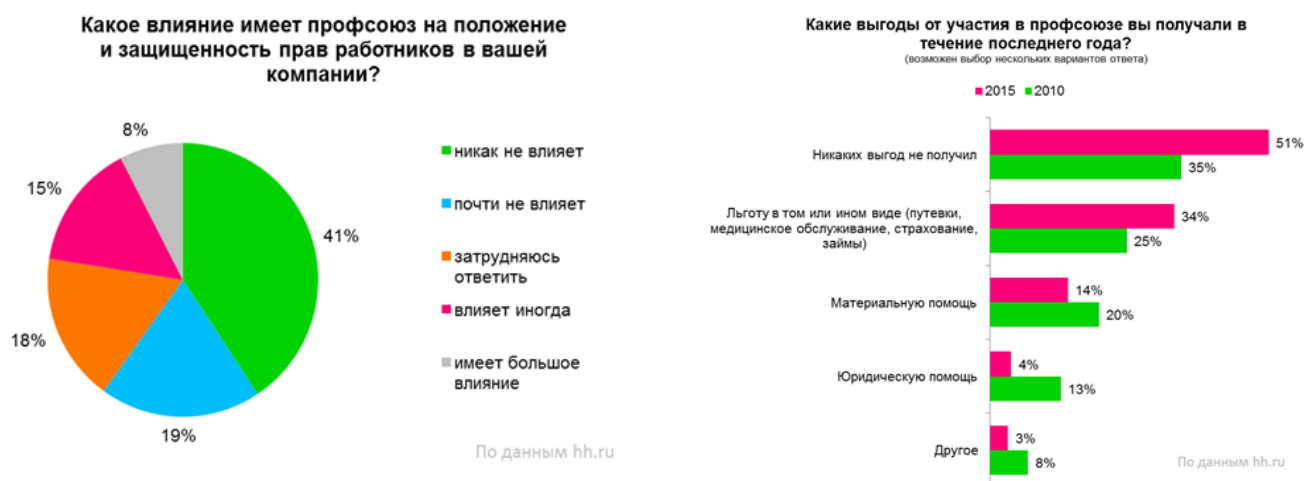 Какое влияние имеет профсоюз на положение
и защищенность прав работников в вашей
компании?
8%
15%
41%
18%
19%
никак не влияет
почти не влияет
затрудняюсь
ответить
влияет иногда
имеет большое
влияние
По данным hh.ru
Какие выгоды от участия в профсоюзе вы получали в
течение последнего года?
(возможен выбор нескольких вариантов ответа)
2015 2010
Никаких выгод не получил
51%
35%
Льготу в том или ином виде (путевки,
медицинское обслуживание, страхование,
займы)
34%
25%
Материальную помощь
14%
20%
Юридическую помощь
4%
13%
Другое
3%
8%
По данным hh.ru